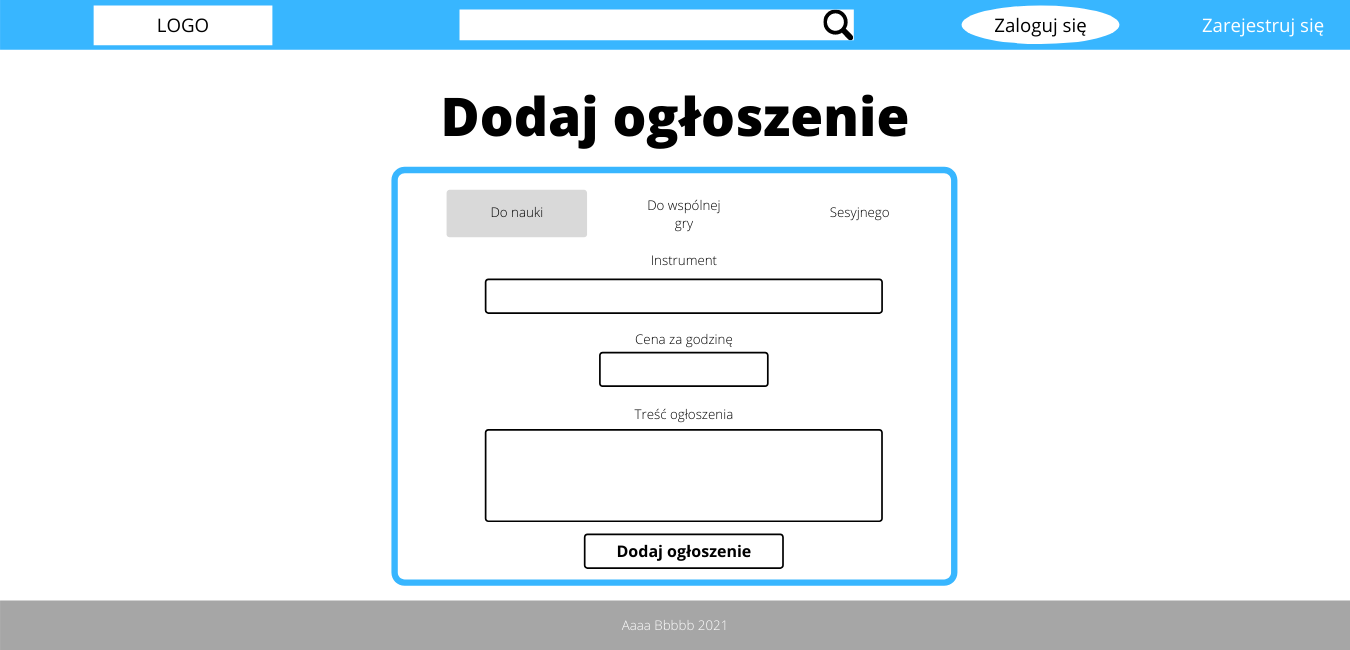 LOGO
Zaloguj się
Zarejestruj się
Dodaj ogłoszenie
Do nauki
Do wspólnej
gry
Sesyjnego
Instrument
Cena za godzinę
Treść ogłoszenia
Dodaj ogłoszenie
Aaaa Bbbbb 2021